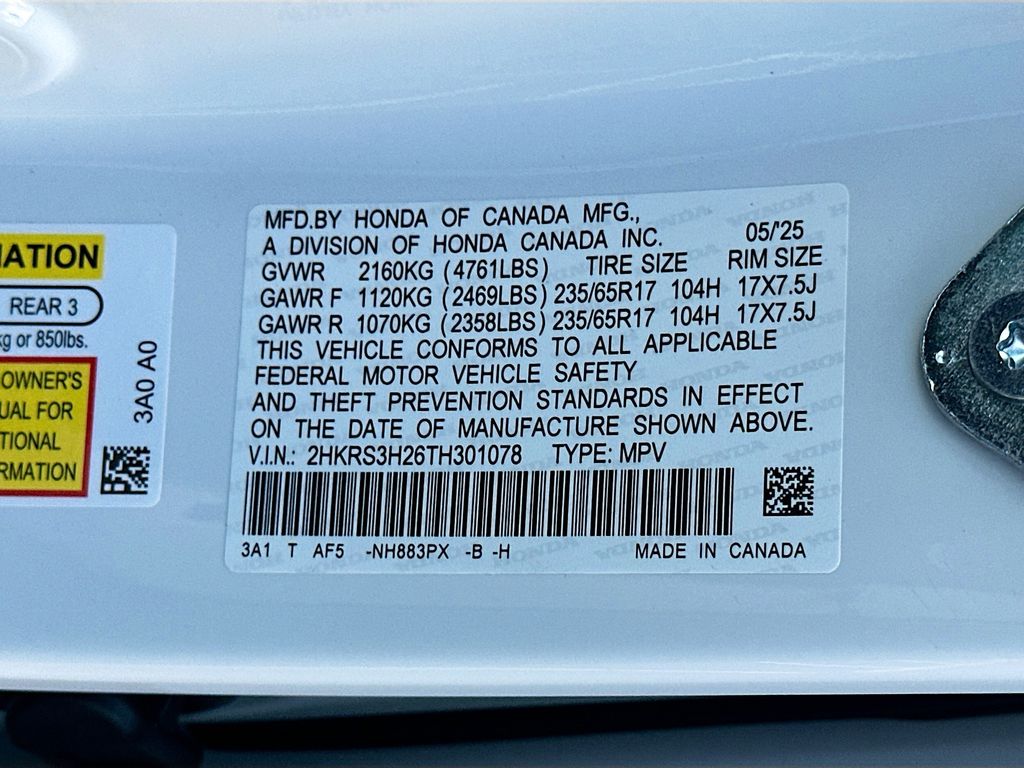 MATION
REAR 3
kg or 850lbs.
OWNER'S
UAL FOR
TIONAL
RMATION
3A0 A0
MFD.BY HONDA OF CANADA MFG.,
A DIVISION OF HONDA CANADA INC. 05/'25
GVWR 2160KG (4761LBS) TIRE SIZE RIM SIZE
GAWR F 1120KG (2469LBS) 235/65R17 104H 17X7.5J
GAWR R 1070KG (2358LBS) 235/65R17 104H 17X7.5J
THIS VEHICLE CONFORMS TO ALL APPLICABLE
FEDERAL MOTOR VEHICLE SAFETY
AND THEFT PREVENTION STANDARDS IN EFFECT
ON THE DATE OF MANUFACTURE SHOWN ABOVE.
V.I.N.: 2HKRS3H26TH301078 TYPE: MPV
3A1 T AF5 -NH883PX -B -H MADE IN CANADA